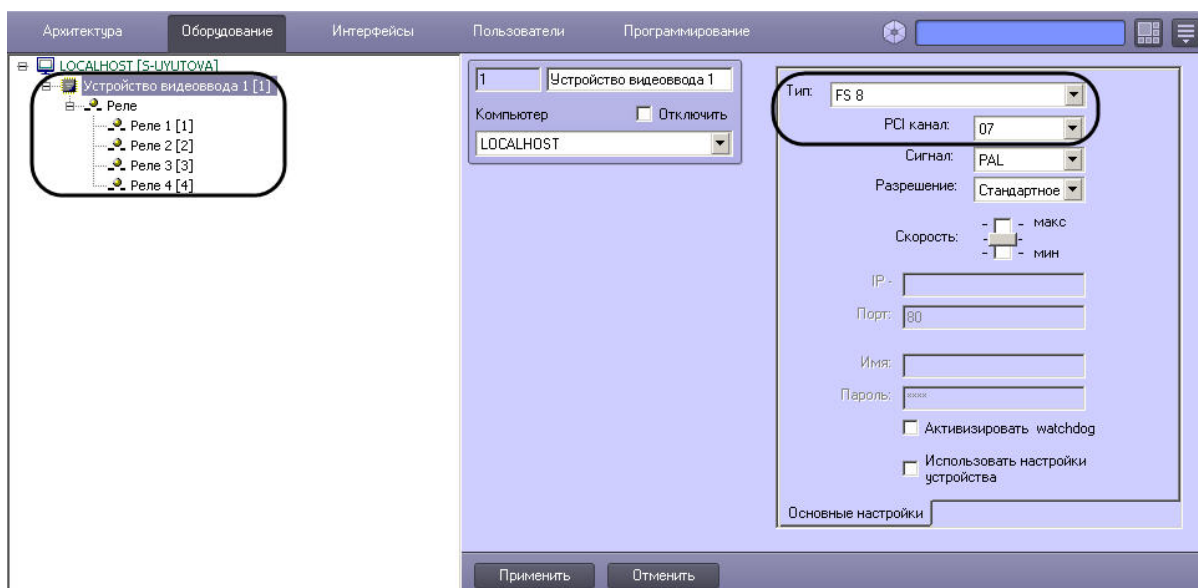 Архитектура Оборудование Интерфейсы Пользователи Программирование
LOCALHOST [S-UYUTOVA]
Устройство видеоввода 1 [1]
Реле
Реле 1 [1]
Реле 2 [2]
Реле 3 [3]
Реле 4 [4]
1 Устройство видеоввода 1
Компьютер Отключить
LOCALHOST
Тип: FS 8
PCI канал: 07
Сигнал: PAL
Разрешение: Стандартное
Скорость: - - макс
- -
- - мин
IP -
Порт: 80
Имя:
Пароль: ****
Активизировать watchdog
Использовать настройки
устройства
Основные настройки
Применить Отменить